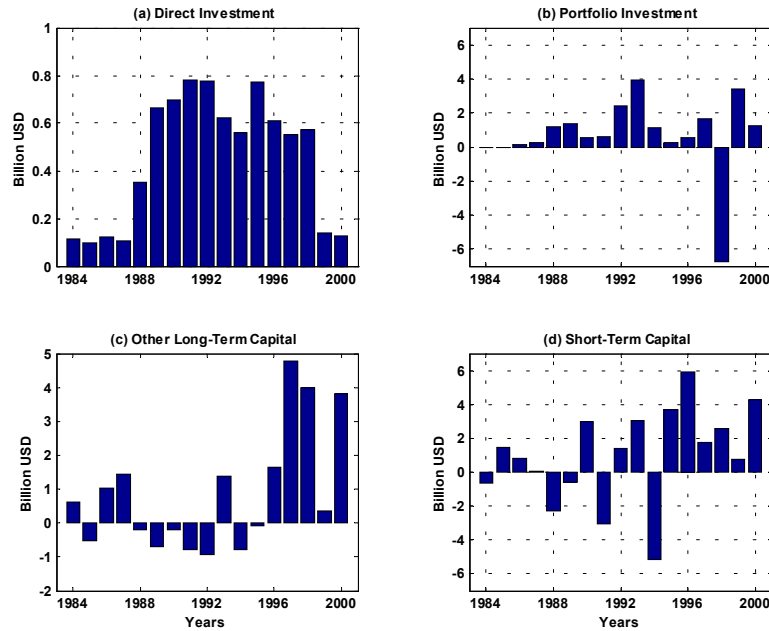 (a) Direct Investment
1
0.8
0.6
0.4
0.2
0
Billion USD
1984 1988 1992 1996 2000
(b) Portfolio Investment
6
4
2
0
-2
-4
-6
Billion USD
1984 1988 1992 1996 2000
(c) Other Long-Term Capital
5
4
3
2
1
0
-1
-2
Billion USD
1984 1988 1992 1996 2000
Years
(d) Short-Term Capital
6
4
2
0
-2
-4
-6
Billion USD
1984 1988 1992 1996 2000
Years